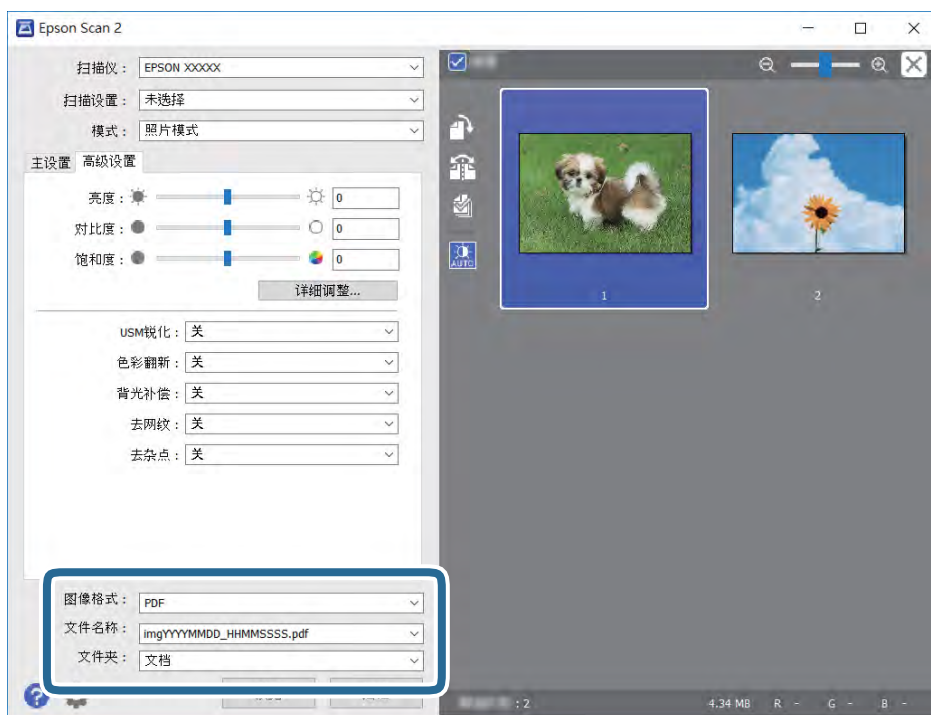 Epson Scan 2
扫描仪： EPSON XXXXX
扫描设置： 未选择
模式： 照片模式
主设置 高级设置
亮度： 0
对比度： 0
饱和度： 0
详细调整...
USM锐化： 关
色彩翻新： 关
背光补偿： 关
去网纹： 关
去杂点： 关
图像格式： PDF
文件名称： imgYYYYMMDD_HHMMSSSS.pdf
文件夹： 文档
?
AUTO
1
2
: 2
4.34 MB R - G - B -